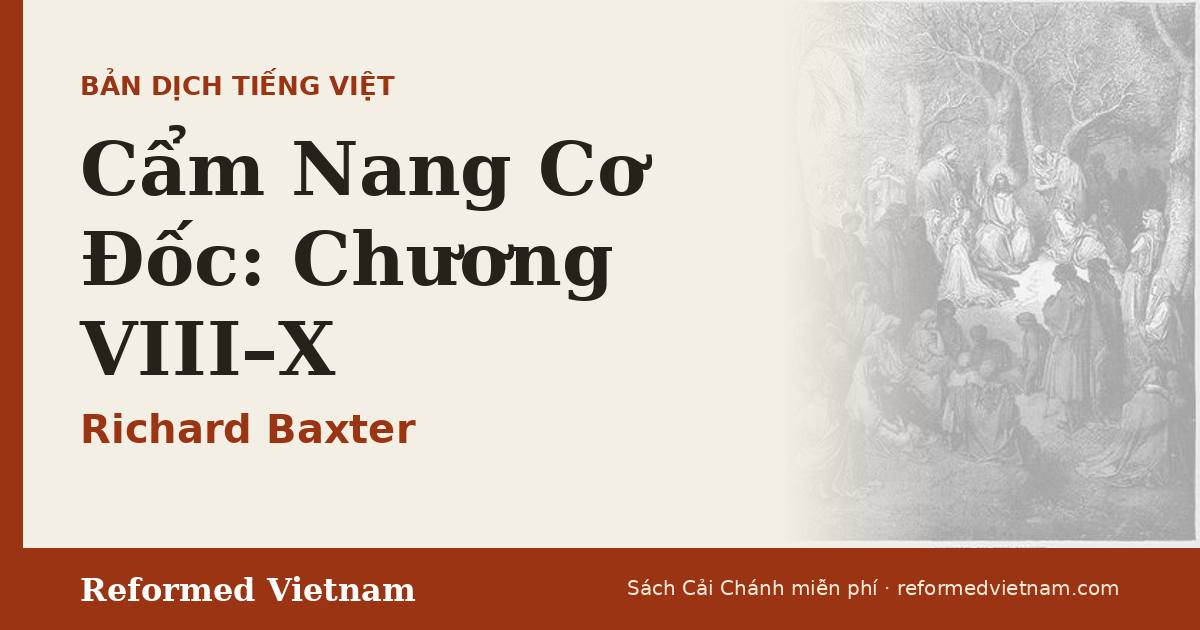 BẢN DỊCH TIẾNG VIỆT
Cẩm Nang Cơ
Đốc: Chương
VIII–X
Richard Baxter
Reformed Vietnam
Sách Cải Chánh miễn phí · reformedvietnam.com